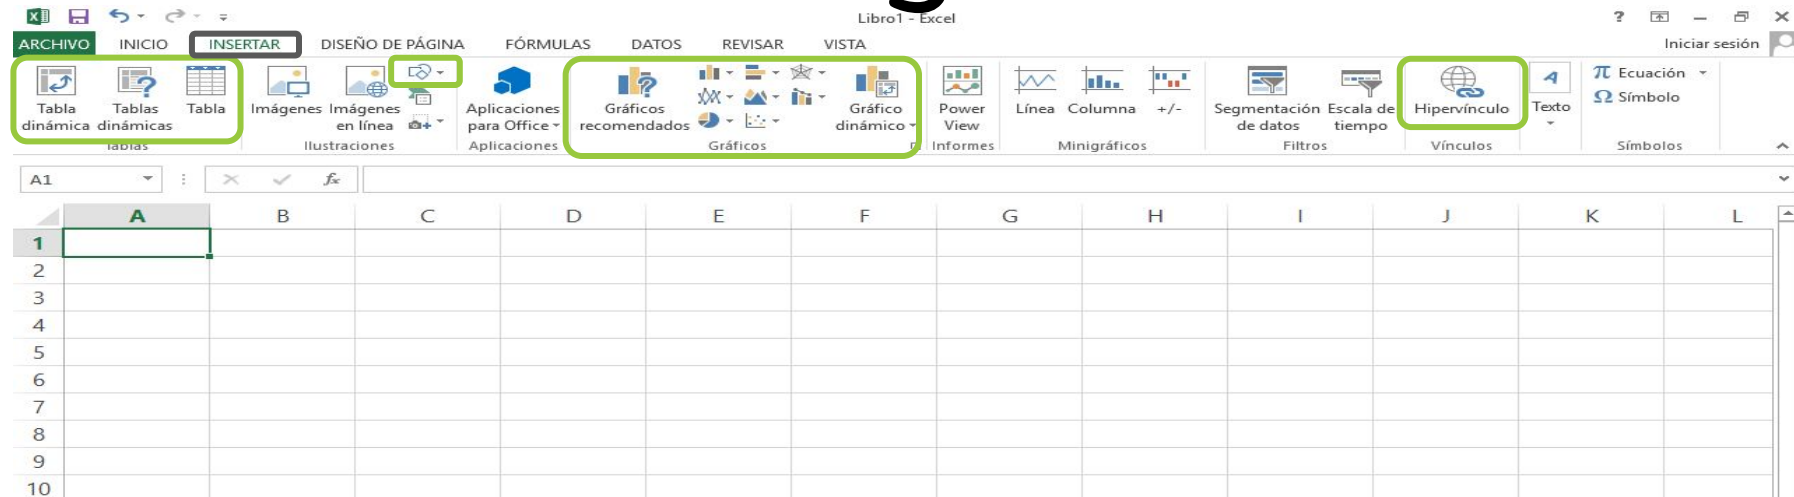 Libro1 - Excel
?
ARCHIVO INICIO INSERTAR DISEÑO DE PÁGINA FÓRMULAS DATOS REVISAR VISTA Iniciar sesión
Tabla dinámica
Tablas dinámicas
Tabla
Imágenes
Imágenes en línea
Aplicaciones para Office
Gráficos recomendados
Gráfico dinámico
Power View
Línea
Columna
+/-
Segmentación de datos
Escala de tiempo
Hipervínculo
Texto
π Ecuación
Ω Símbolo
Tablas Ilustraciones Aplicaciones Gráficos Informes Minigráficos Filtros Vínculos Símbolos
A1 fx
A B C D E F G H I J K L
1
2
3
4
5
6
7
8
9
10